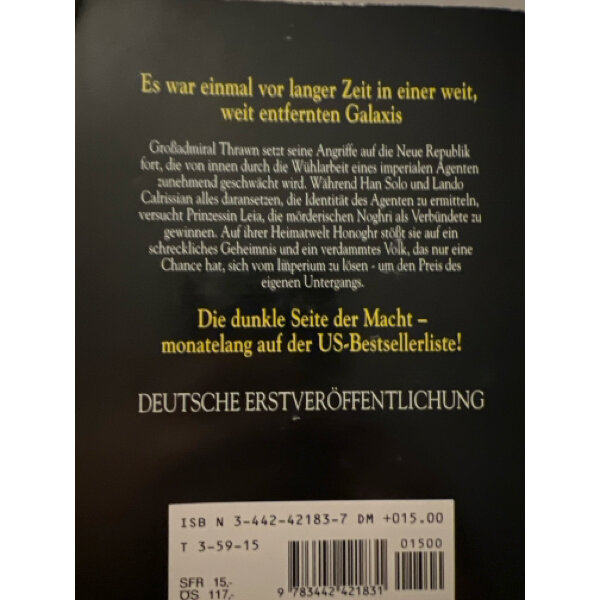 Es war einmal vor langer Zeit in einer weit,
weit entfernten Galaxis
Großadmiral Thrawn setzt seine Angriffe auf die Neue Republik
fort, die von innen durch die Wühlarbeit eines imperialen Agenten
zunehmend geschwächt wird. Während Han Solo und Lando
Calrissian alles daransetzen, die Identität des Agenten zu ermitteln,
versucht Prinzessin Leia, die mörderischen Noghri als Verbündete zu
gewinnen. Auf ihrer Heimatwelt Honoghr stößt sie auf ein
schreckliches Geheimnis und ein verdammtes Volk, das nur eine
Chance hat, sich vom Imperium zu lösen - um den Preis des
eigenen Untergangs.
Die dunkle Seite der Macht –
monatelang auf der US-Bestsellerliste!
DEUTSCHE ERSTVERÖFFENTLICHUNG
ISB N 3-442-42183-7 DM +015.00
T 3-59-15
01500
SFR 15,-
ÖS 117,-
9 783442 421831